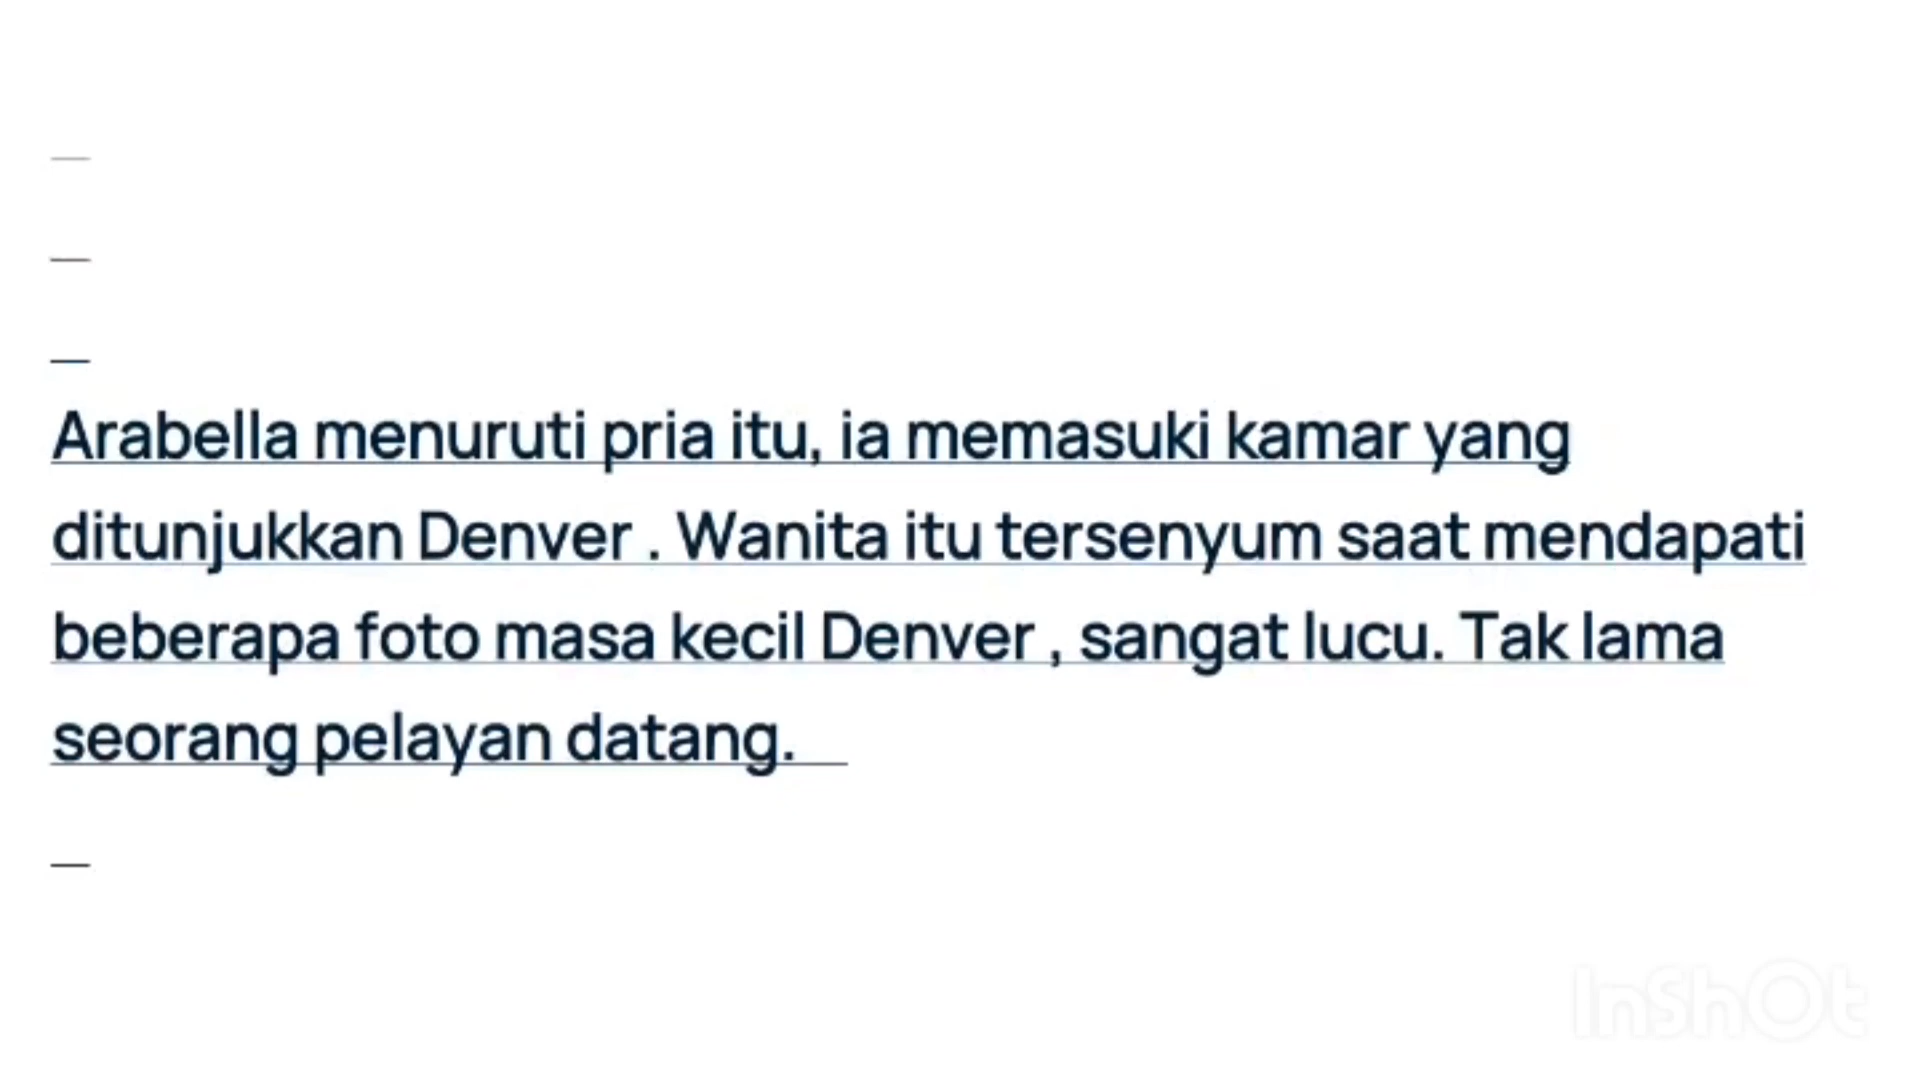 Arabella menuruti pria itu, ia memasuki kamar yang
ditunjukkan Denver . Wanita itu tersenyum saat mendapati
beberapa foto masa kecil Denver , sangat lucu. Tak lama
seorang pelayan datang.
InShOt